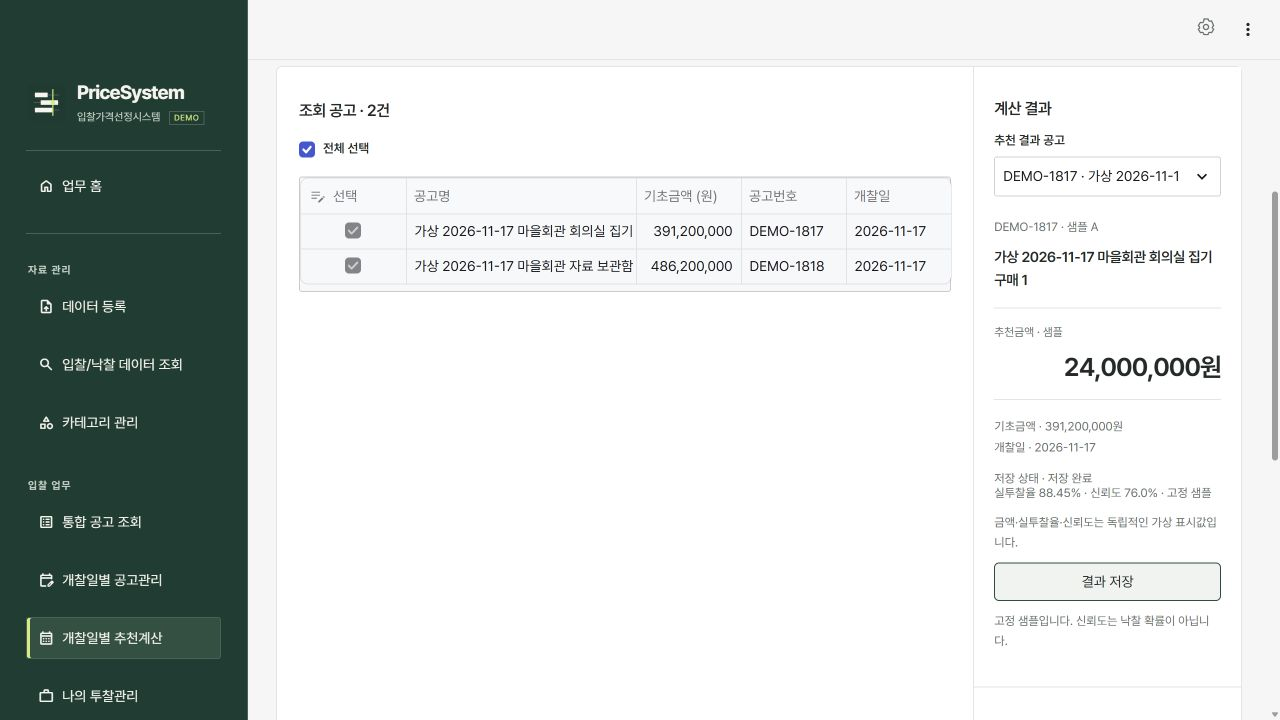 PriceSystem
입찰가격선정시스템 DEMO
업무 홈
자료 관리
데이터 등록
입찰/낙찰 데이터 조회
카테고리 관리
입찰 업무
통합 공고 조회
개찰일별 공고관리
개찰일별 추천계산
나의 투찰관리
조회 공고 · 2건
전체 선택
선택 공고명 기초금액 (원) 공고번호 개찰일
가상 2026-11-17 마을회관 회의실 집기 391,200,000 DEMO-1817 2026-11-17
가상 2026-11-17 마을회관 자료 보관함 486,200,000 DEMO-1818 2026-11-17
계산 결과
추천 결과 공고
DEMO-1817 · 가상 2026-11-1
DEMO-1817 · 샘플 A
가상 2026-11-17 마을회관 회의실 집기
구매 1
추천금액 · 샘플
24,000,000원
기초금액 · 391,200,000원
개찰일 · 2026-11-17
저장 상태 · 저장 완료
실투찰율 88.45% · 신뢰도 76.0% · 고정 샘플
금액·실투찰율·신뢰도는 독립적인 가상 표시값입
니다.
결과 저장
고정 샘플입니다. 신뢰도는 낙찰 확률이 아닙니
다.